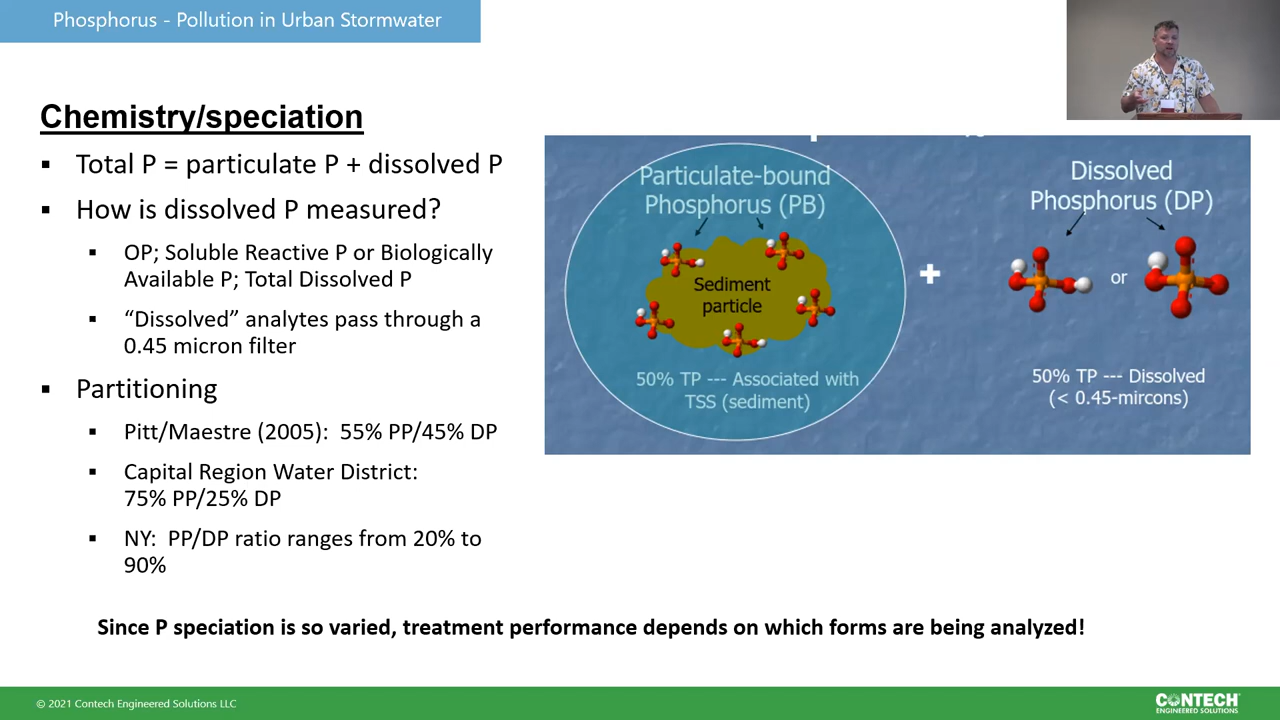 Phosphorus - Pollution in Urban Stormwater
Chemistry/speciation
▪ Total P = particulate P + dissolved P
▪ How is dissolved P measured?
▪ OP; Soluble Reactive P or Biologically
Available P; Total Dissolved P
▪ “Dissolved” analytes pass through a
0.45 micron filter
▪ Partitioning
▪ Pitt/Maestre (2005):  55% PP/45% DP
▪ Capital Region Water District:
75% PP/25% DP
▪ NY:  PP/DP ratio ranges from 20% to
90%
Particulate-bound
Phosphorus (PB)
Sediment
particle
50% TP --- Associated with
TSS (sediment)
+
Dissolved
Phosphorus (DP)
or
50% TP --- Dissolved
(< 0.45-mircons)
Since P speciation is so varied, treatment performance depends on which forms are being analyzed!
© 2021 Contech Engineered Solutions LLC
CONTECH
ENGINEERED SOLUTIONS